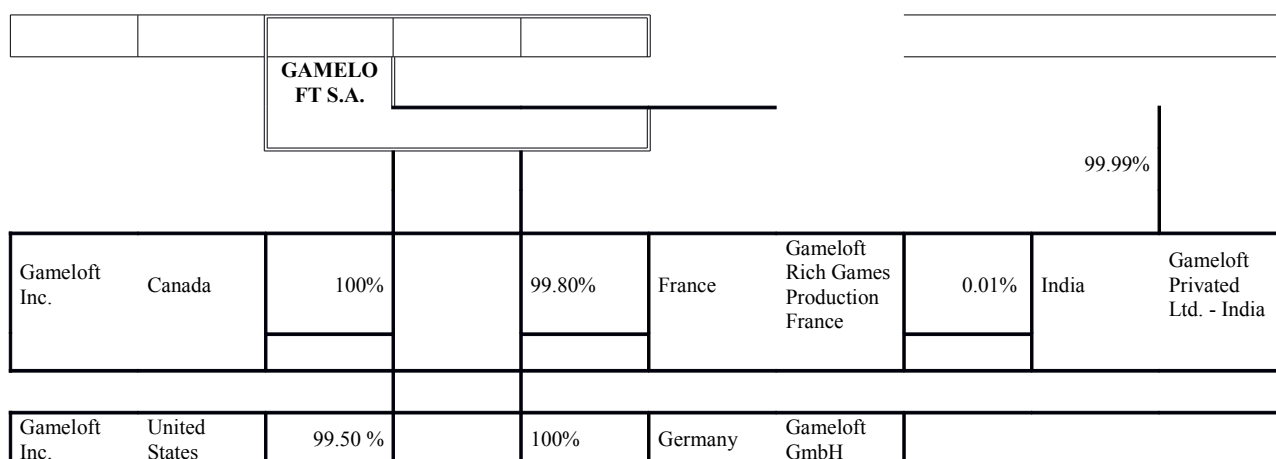 GAMELO
FT S.A.
99.99%
Gameloft
Inc.
Canada
100%
99.80%
France
Gameloft
Rich Games
Production
France
0.01%
India
Gameloft
Privated
Ltd. - India
Gameloft
Inc.
United
States
99.50 %
100%
Germany
Gameloft
GmbH